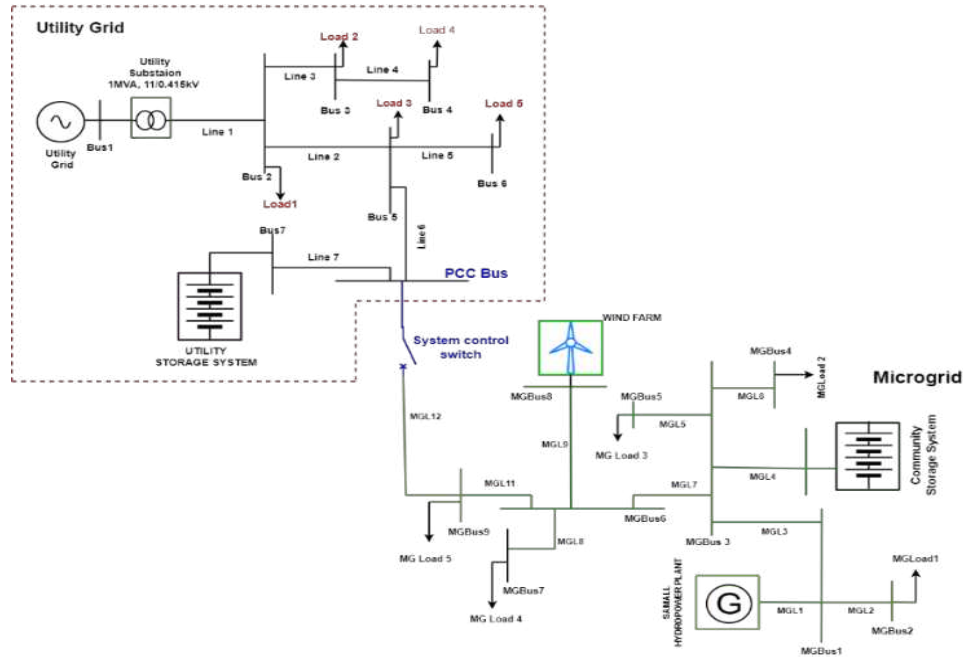 Utility Grid
Utility
Substaion
1MVA, 11/0.415kV
Load 2
Load 4
Line 3
Line 4
Bus 3
Bus 4
Load 3
Load 5
Utility
Grid
Bus1
Line 1
Line 2
Line 5
Bus 2
Bus 6
Load1
Bus 5
Bus7
Line 6
Line 7
PCC Bus
UTILITY
STORAGE SYSTEM
System control
switch
WIND FARM
Microgrid
MGBus4
MGLoad 2
MGBus8
MGBus5
MGL6
MGL12
MGL9
MGL5
MG Load 3
Community
Storage System
MGL4
MGL11
MGL7
MGBus6
MGBus9
MGL8
MGBus 3
MGL3
MG Load 5
MGBus7
MG Load 4
SAMALL
HYDROPOWER PLANT
G
MGL1
MGL2
MGLoad1
MGBus2
MGBus1